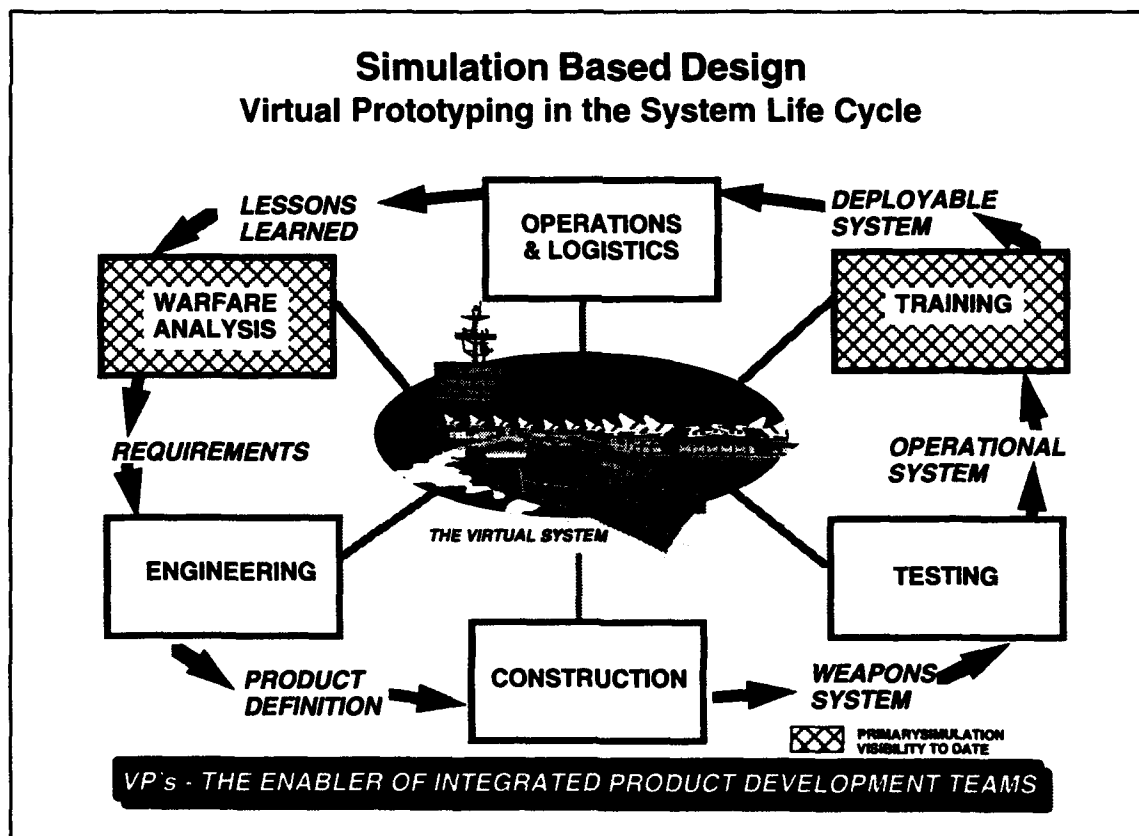 Simulation Based Design
Virtual Prototyping in the System Life Cycle
LESSONS
LEARNED
OPERATIONS
& LOGISTICS
DEPLOYABLE
SYSTEM
WARFARE
ANALYSIS
TRAINING
REQUIREMENTS
OPERATIONAL
SYSTEM
THE VIRTUAL SYSTEM
ENGINEERING
TESTING
PRODUCT
DEFINITION
CONSTRUCTION
WEAPONS
SYSTEM
PRIMARYSIMULATION
VISIBILITY TO DATE
VP's - THE ENABLER OF INTEGRATED PRODUCT DEVELOPMENT TEAMS